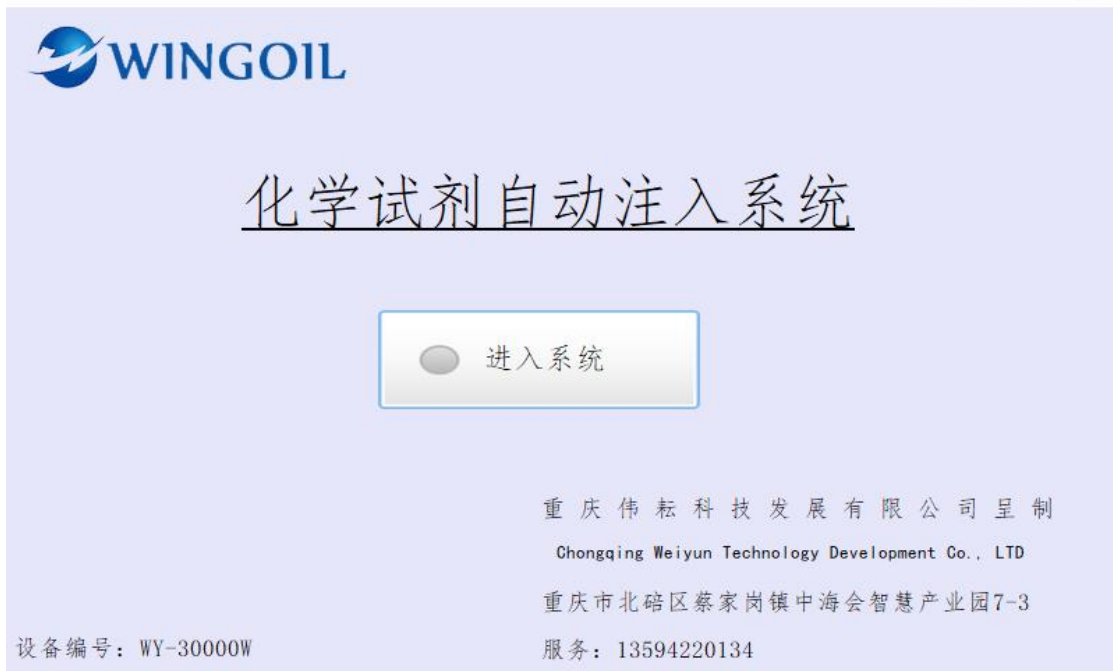 WINGOIL
化学试剂自动注入系统
进入系统
重庆伟耘科技发展有限公司呈制
Chongqing Weiyun Technology Development Co., LTD
重庆市北碚区蔡家岗镇中海会智慧产业园7-3
设备编号：WY-30000W
服务：13594220134